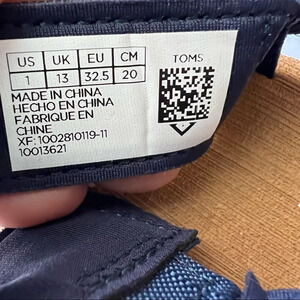 US UK EU CM
1 13 32.5 20
TOMS
MADE IN CHINA
HECHO EN CHINA
FABRIQUE EN
CHINE
XF: 1002810119-11
10013621